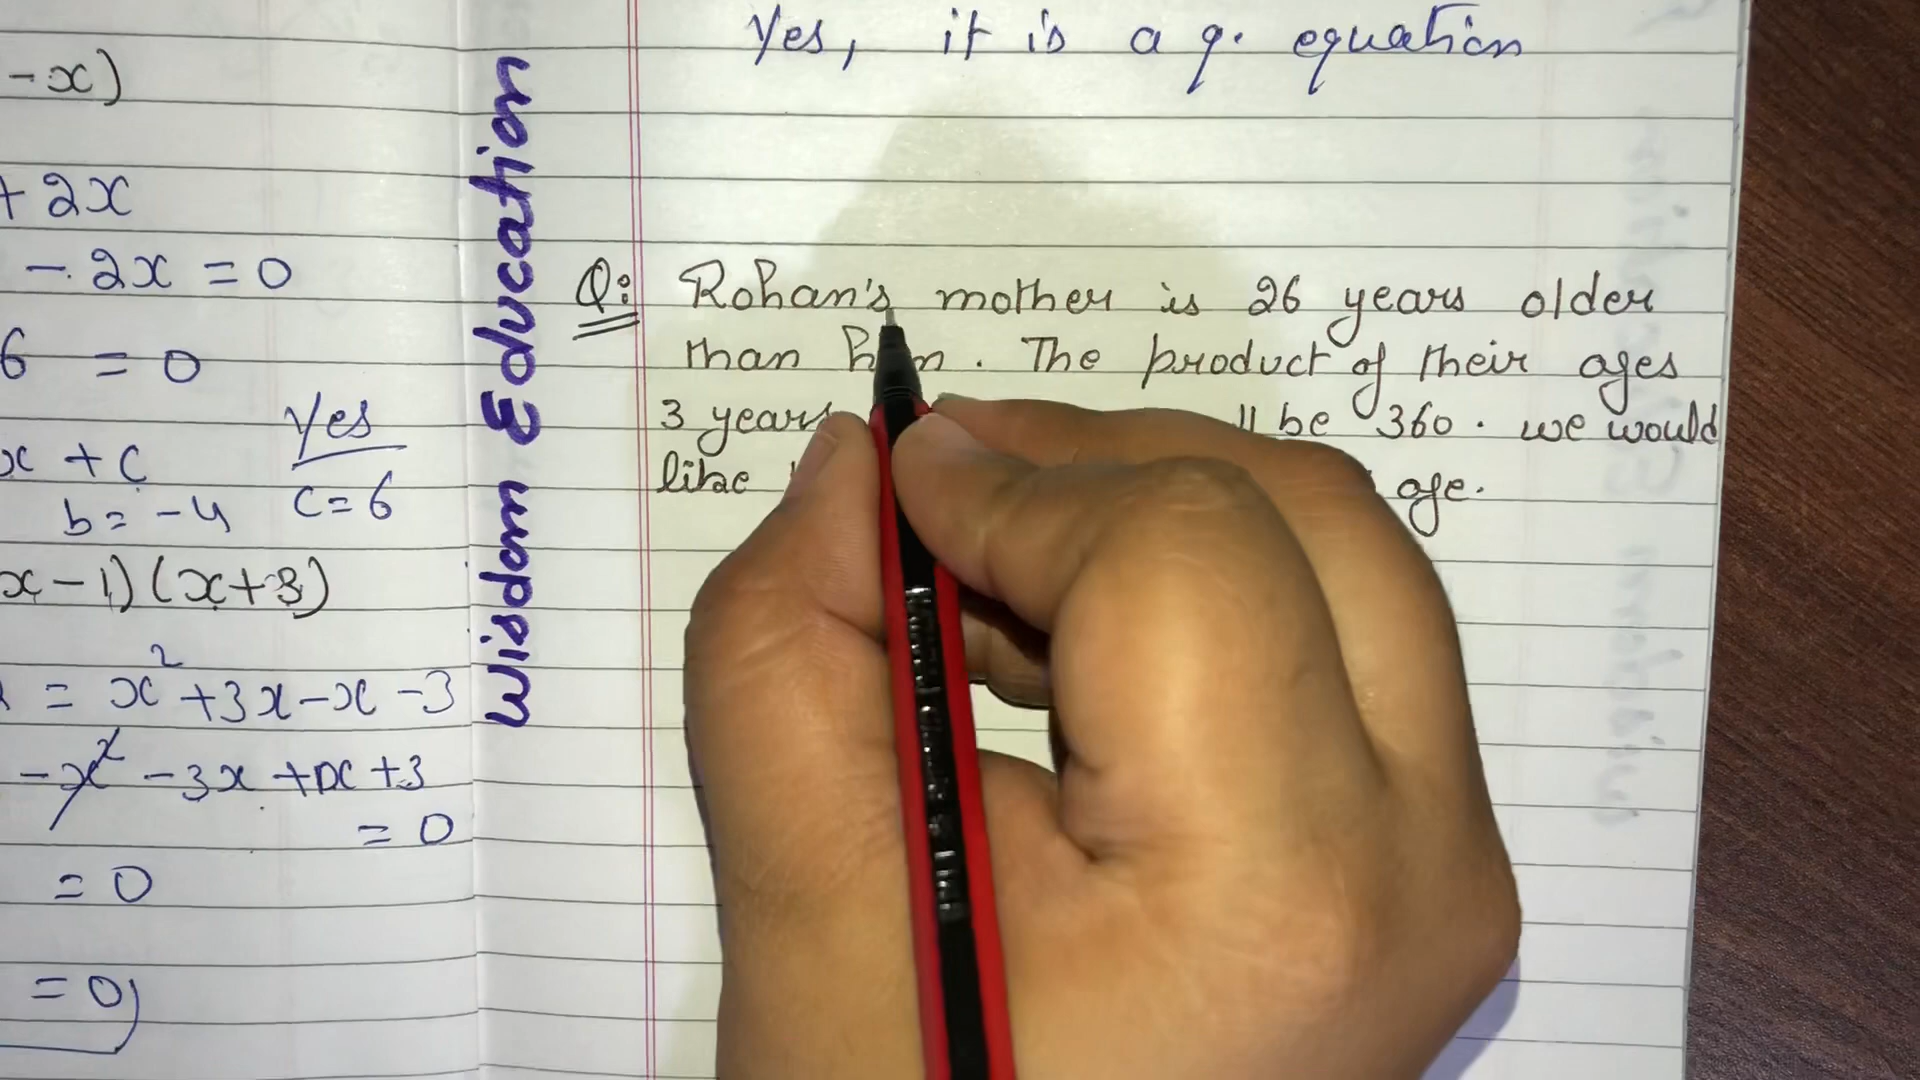 -x)
+ 2x
- 2x = 0
6 = 0
x + c
Yes
b = -4 c = 6
x - 1) (x + 3)
= x² + 3x - x - 3
- x² - 3x + x + 3
= 0
= 0
= 0
Wisdom Education
Yes, it is a q. equation
Q: Rohan's mother is 26 years older
than him. The product of their ages
3 years be 360. we would
like age.